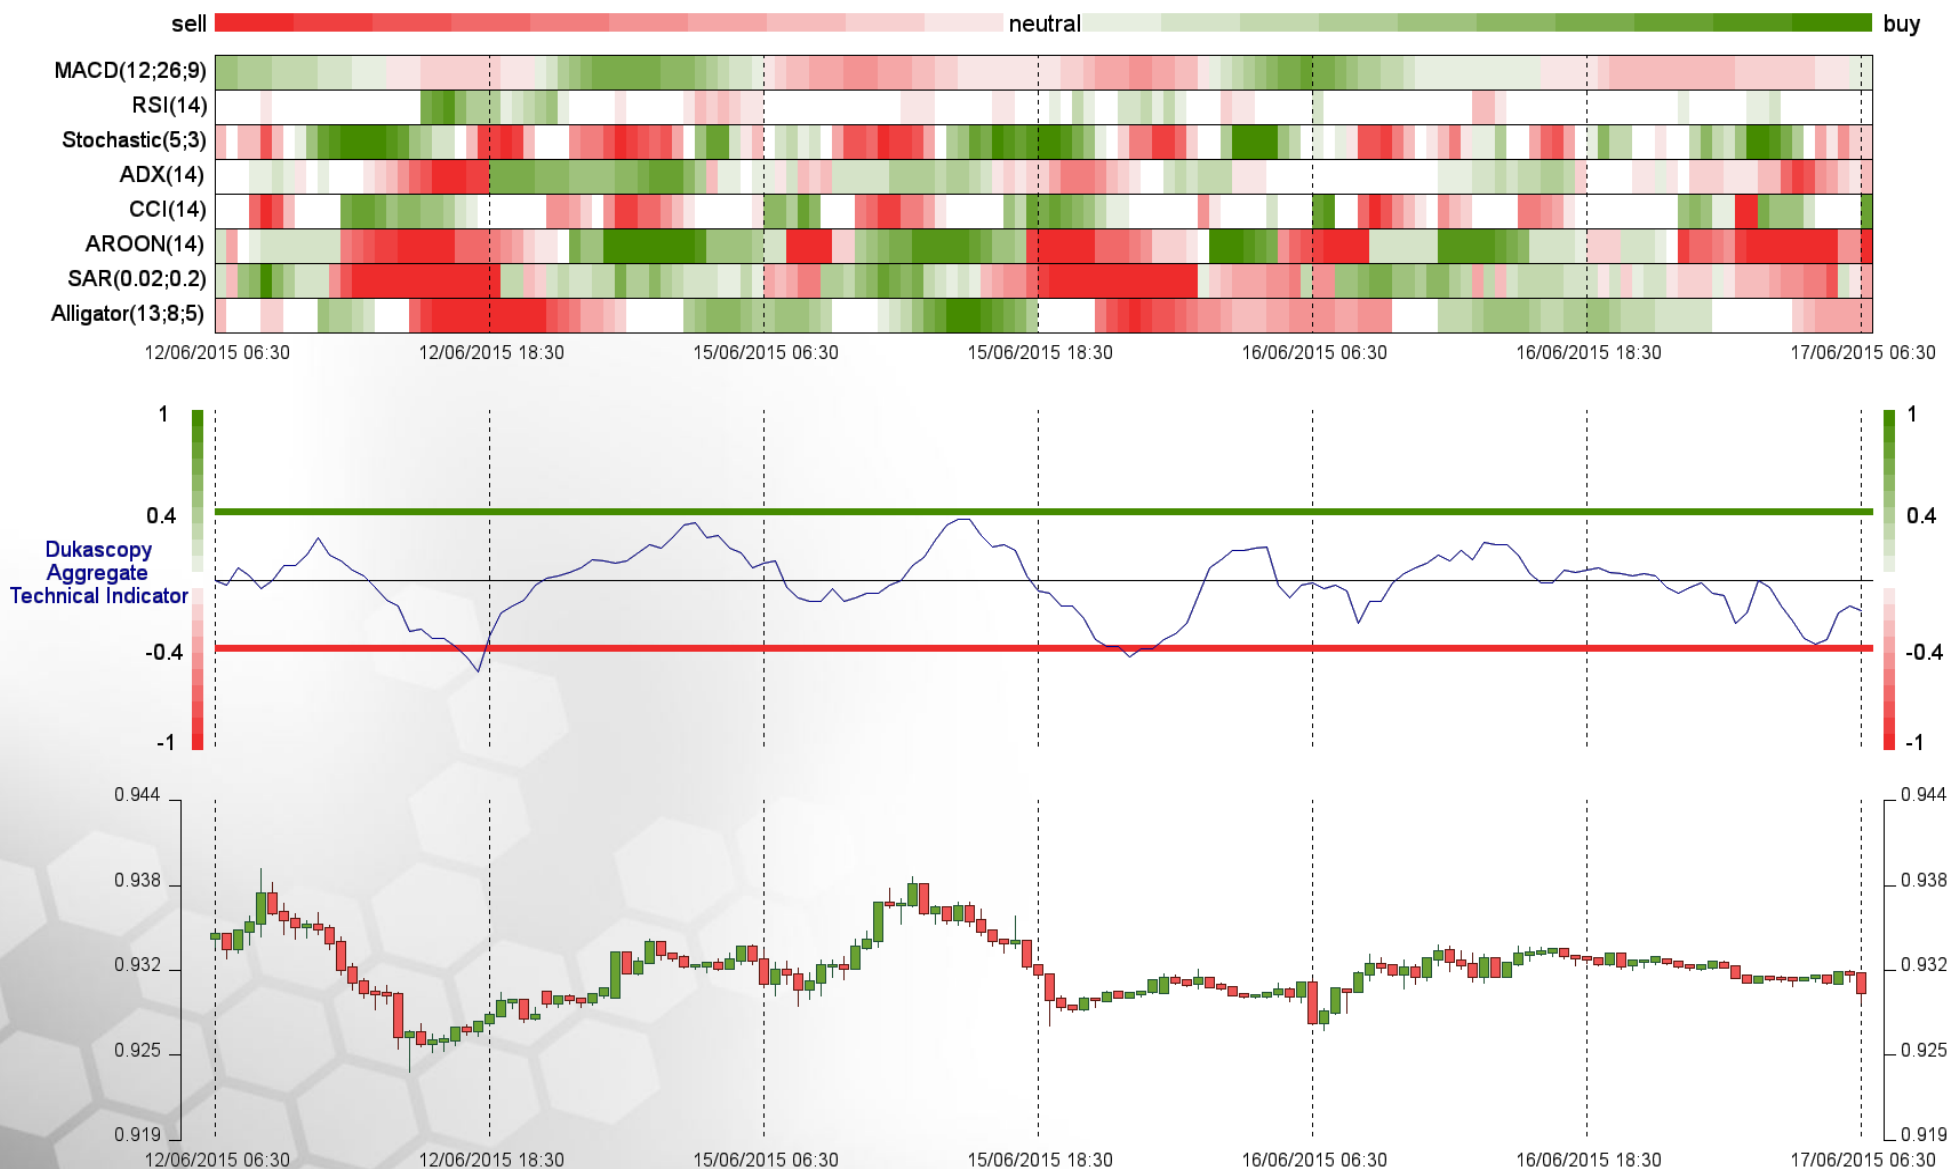 sell neutral buy
MACD(12;26;9)
RSI(14)
Stochastic(5;3)
ADX(14)
CCI(14)
AROON(14)
SAR(0.02;0.2)
Alligator(13;8;5)
12/06/2015 06:30 12/06/2015 18:30 15/06/2015 06:30 15/06/2015 18:30 16/06/2015 06:30 16/06/2015 18:30 17/06/2015 06:30
1 1
0.4 0.4
Dukascopy
Aggregate
Technical Indicator
-0.4 -0.4
-1 -1
0.944 0.944
0.938 0.938
0.932 0.932
0.925 0.925
0.919 0.919
12/06/2015 06:30 12/06/2015 18:30 15/06/2015 06:30 15/06/2015 18:30 16/06/2015 06:30 16/06/2015 18:30 17/06/2015 06:30